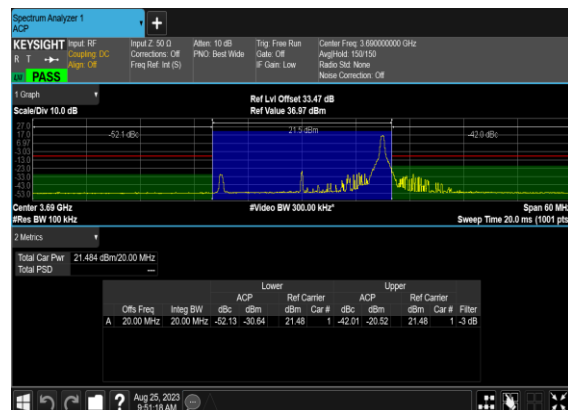 Spectrum Analyzer 1
ACP
KEYSIGHT Input: RF Input Z: 50 Ω Atten: 10 dB Trig: Free Run Center Freq: 3.690000000 GHz
R T Coupling: DC Corrections: Off PNO: Best Wide Gate: Off Avg|Hold: 150/150
Align: Off Freq Ref: Int (S) IF Gain: Low Radio Std: None
PASS Noise Correction: Off
1 Graph
Ref Lvl Offset 33.47 dB
Scale/Div 10.0 dB Ref Value 36.97 dBm
27.0
17.0 -52.1 dBc 21.5 dBm -42.0 dBc
6.97
-3.03
-13.0
-23.0
-33.0
-43.0
-53.0
Center 3.69 GHz #Video BW 300.00 kHz* Span 60 MHz
#Res BW 100 kHz Sweep Time 20.0 ms (1001 pts
2 Metrics
Total Car Pwr 21.484 dBm/20.00 MHz
Total PSD ---
Lower Upper
ACP Ref Carrier ACP Ref Carrier
Offs Freq Integ BW dBc dBm dBm Car # dBc dBm dBm Car # Filter
A 20.00 MHz 20.00 MHz -52.13 -30.64 21.48 1 -42.01 -20.52 21.48 1 -3 dB
? Aug 25, 2023
9:51:18 AM